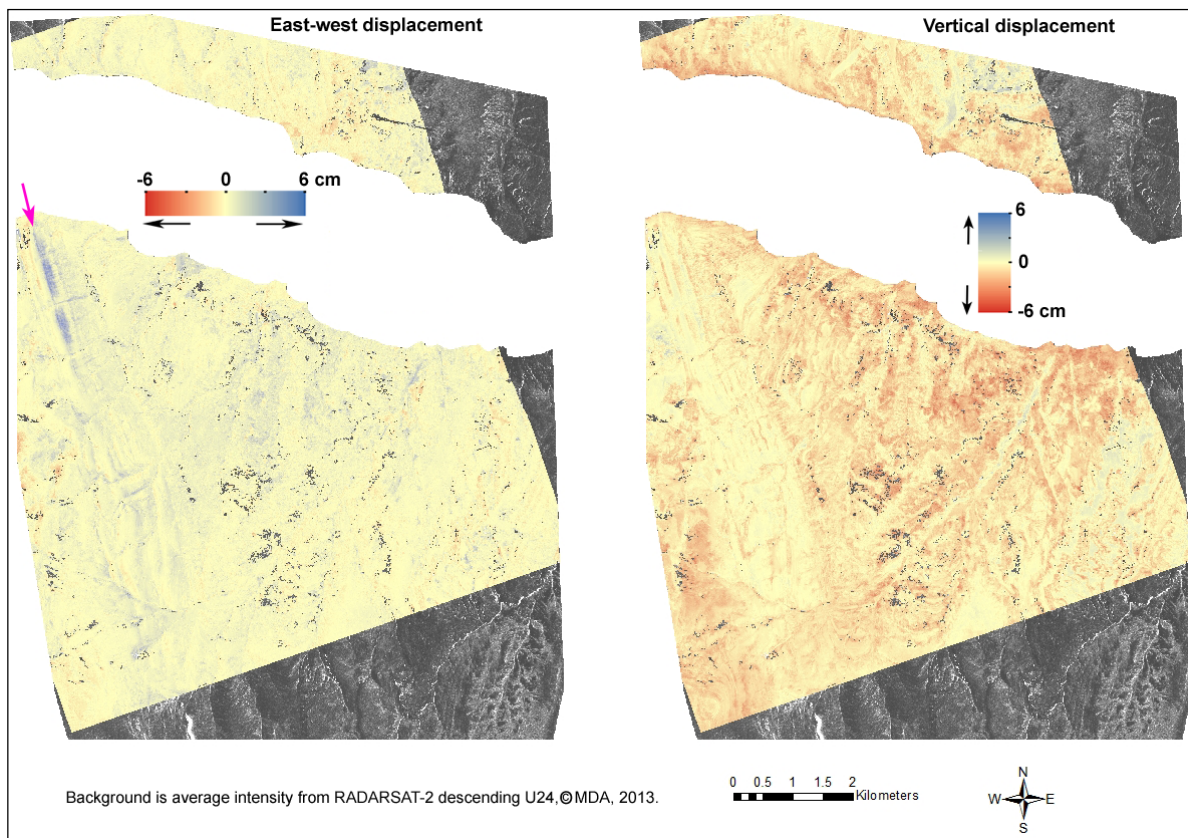 East-west displacement
Vertical displacement
-6 0 6 cm
6
0
-6 cm
Background is average intensity from RADARSAT-2 descending U24,©MDA, 2013.
0 0.5 1 1.5 2
Kilometers
N
W E
S